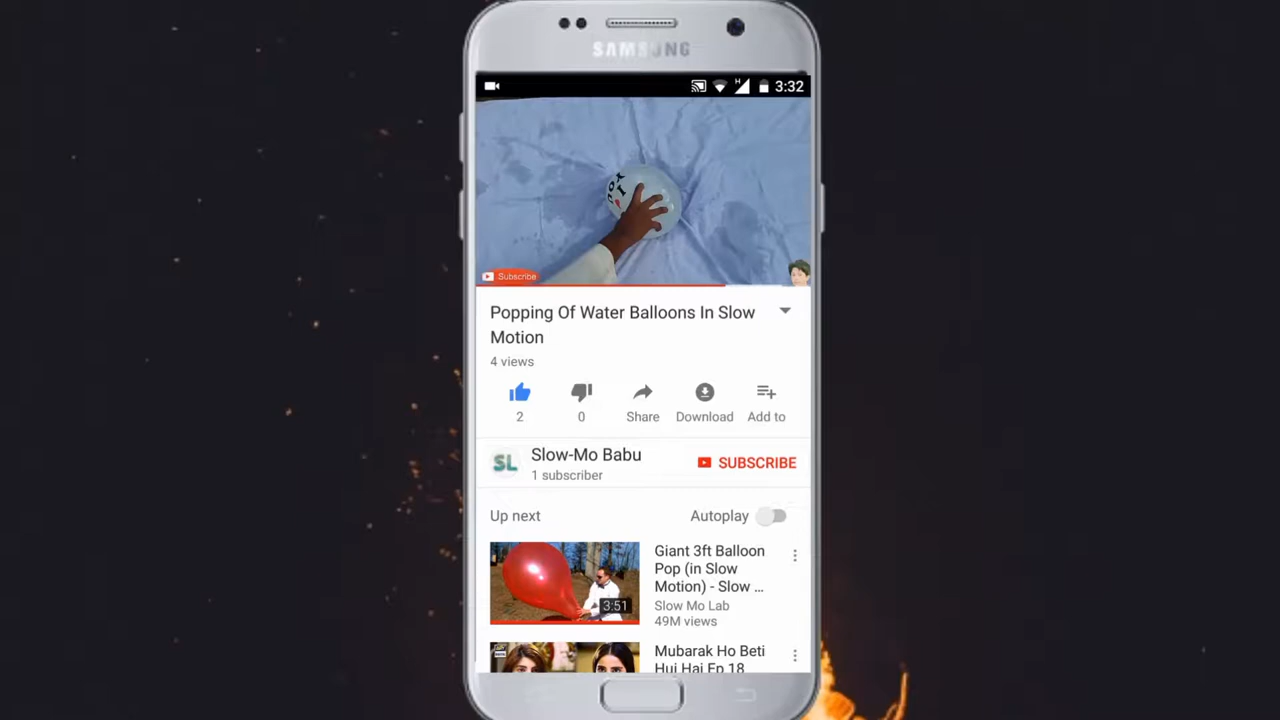 SAMSUNG
H 3:32
YOU
I
Subscribe
Popping Of Water Balloons In Slow
Motion
4 views
2
0
Share
Download
Add to
SL
Slow-Mo Babu
1 subscriber
SUBSCRIBE
Up next
Autoplay
Giant 3ft Balloon
Pop (in Slow
Motion) - Slow ...
3:51
Slow Mo Lab
49M views
Mubarak Ho Beti
Hui Hai Ep 18